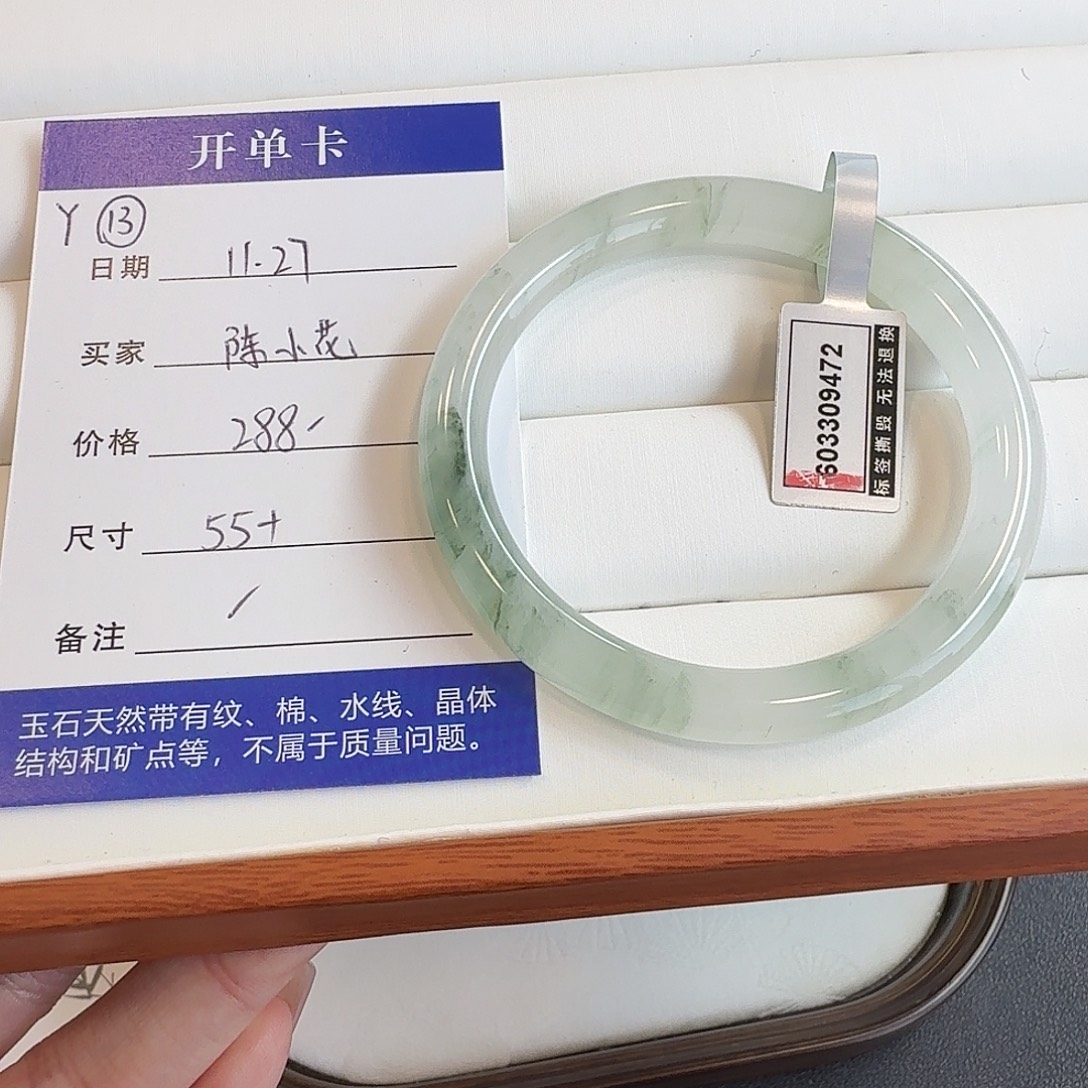 开单卡
Y ⑬
日期 11.27
买家 陈小花
价格 288-
尺寸 55+
备注 /
玉石天然带有纹、棉、水线、晶体
结构和矿点等，不属于质量问题。
603309472
标签撕毁 无法退换